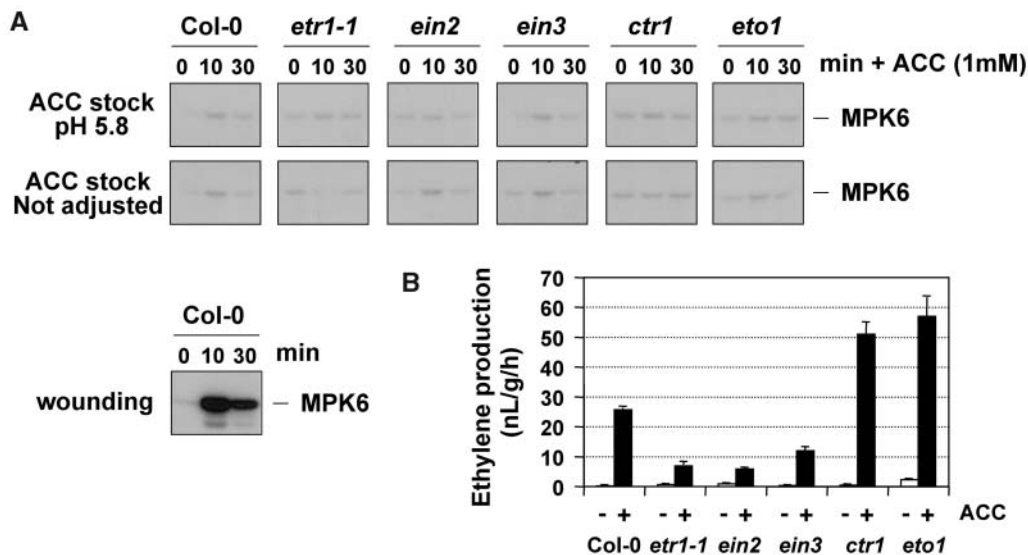 A
Col-0 etr1-1 ein2 ein3 ctr1 eto1
0 10 30 0 10 30 0 10 30 0 10 30 0 10 30 0 10 30 min + ACC (1mM)
ACC stock
pH 5.8
– MPK6
ACC stock
Not adjusted
– MPK6
Col-0
0 10 30 min
wounding – MPK6
B
Ethylene production
(nL/g/h)
70
60
50
40
30
20
10
0
- + - + - + - + - + - + ACC
Col-0 etr1-1 ein2 ein3 ctr1 eto1